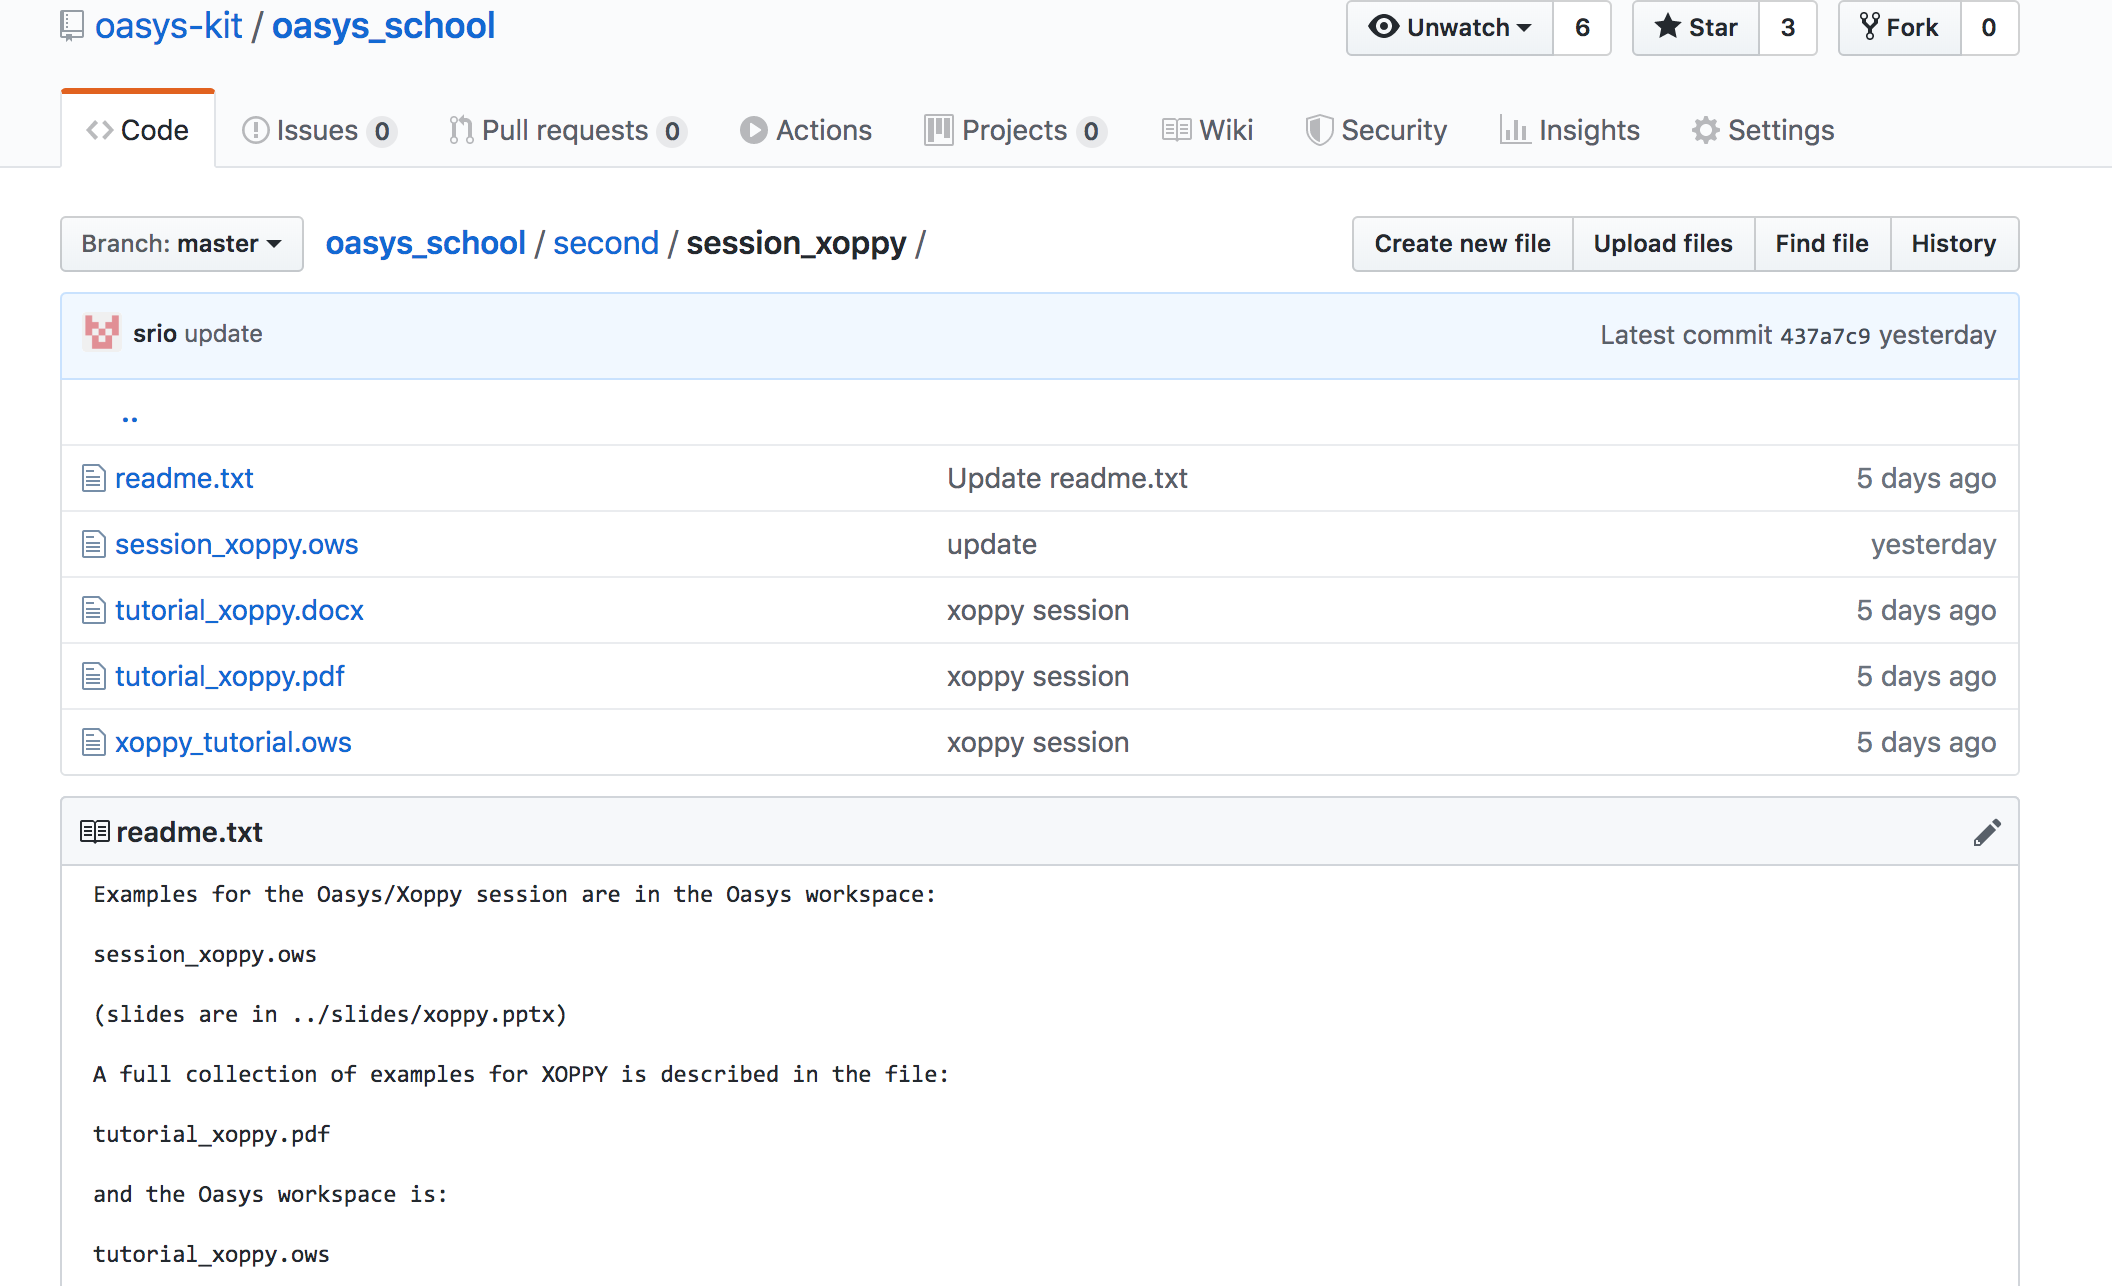 oasys-kit / oasys_school
Unwatch 6 Star 3 Fork 0
Code Issues 0 Pull requests 0 Actions Projects 0 Wiki Security Insights Settings
Branch: master oasys_school / second / session_xoppy / Create new file Upload files Find file History
srio update Latest commit 437a7c9 yesterday
..
readme.txt Update readme.txt 5 days ago
session_xoppy.ows update yesterday
tutorial_xoppy.docx xoppy session 5 days ago
tutorial_xoppy.pdf xoppy session 5 days ago
xoppy_tutorial.ows xoppy session 5 days ago
readme.txt
Examples for the Oasys/Xoppy session are in the Oasys workspace:
session_xoppy.ows
(slides are in ../slides/xoppy.pptx)
A full collection of examples for XOPPY is described in the file:
tutorial_xoppy.pdf
and the Oasys workspace is:
tutorial_xoppy.ows